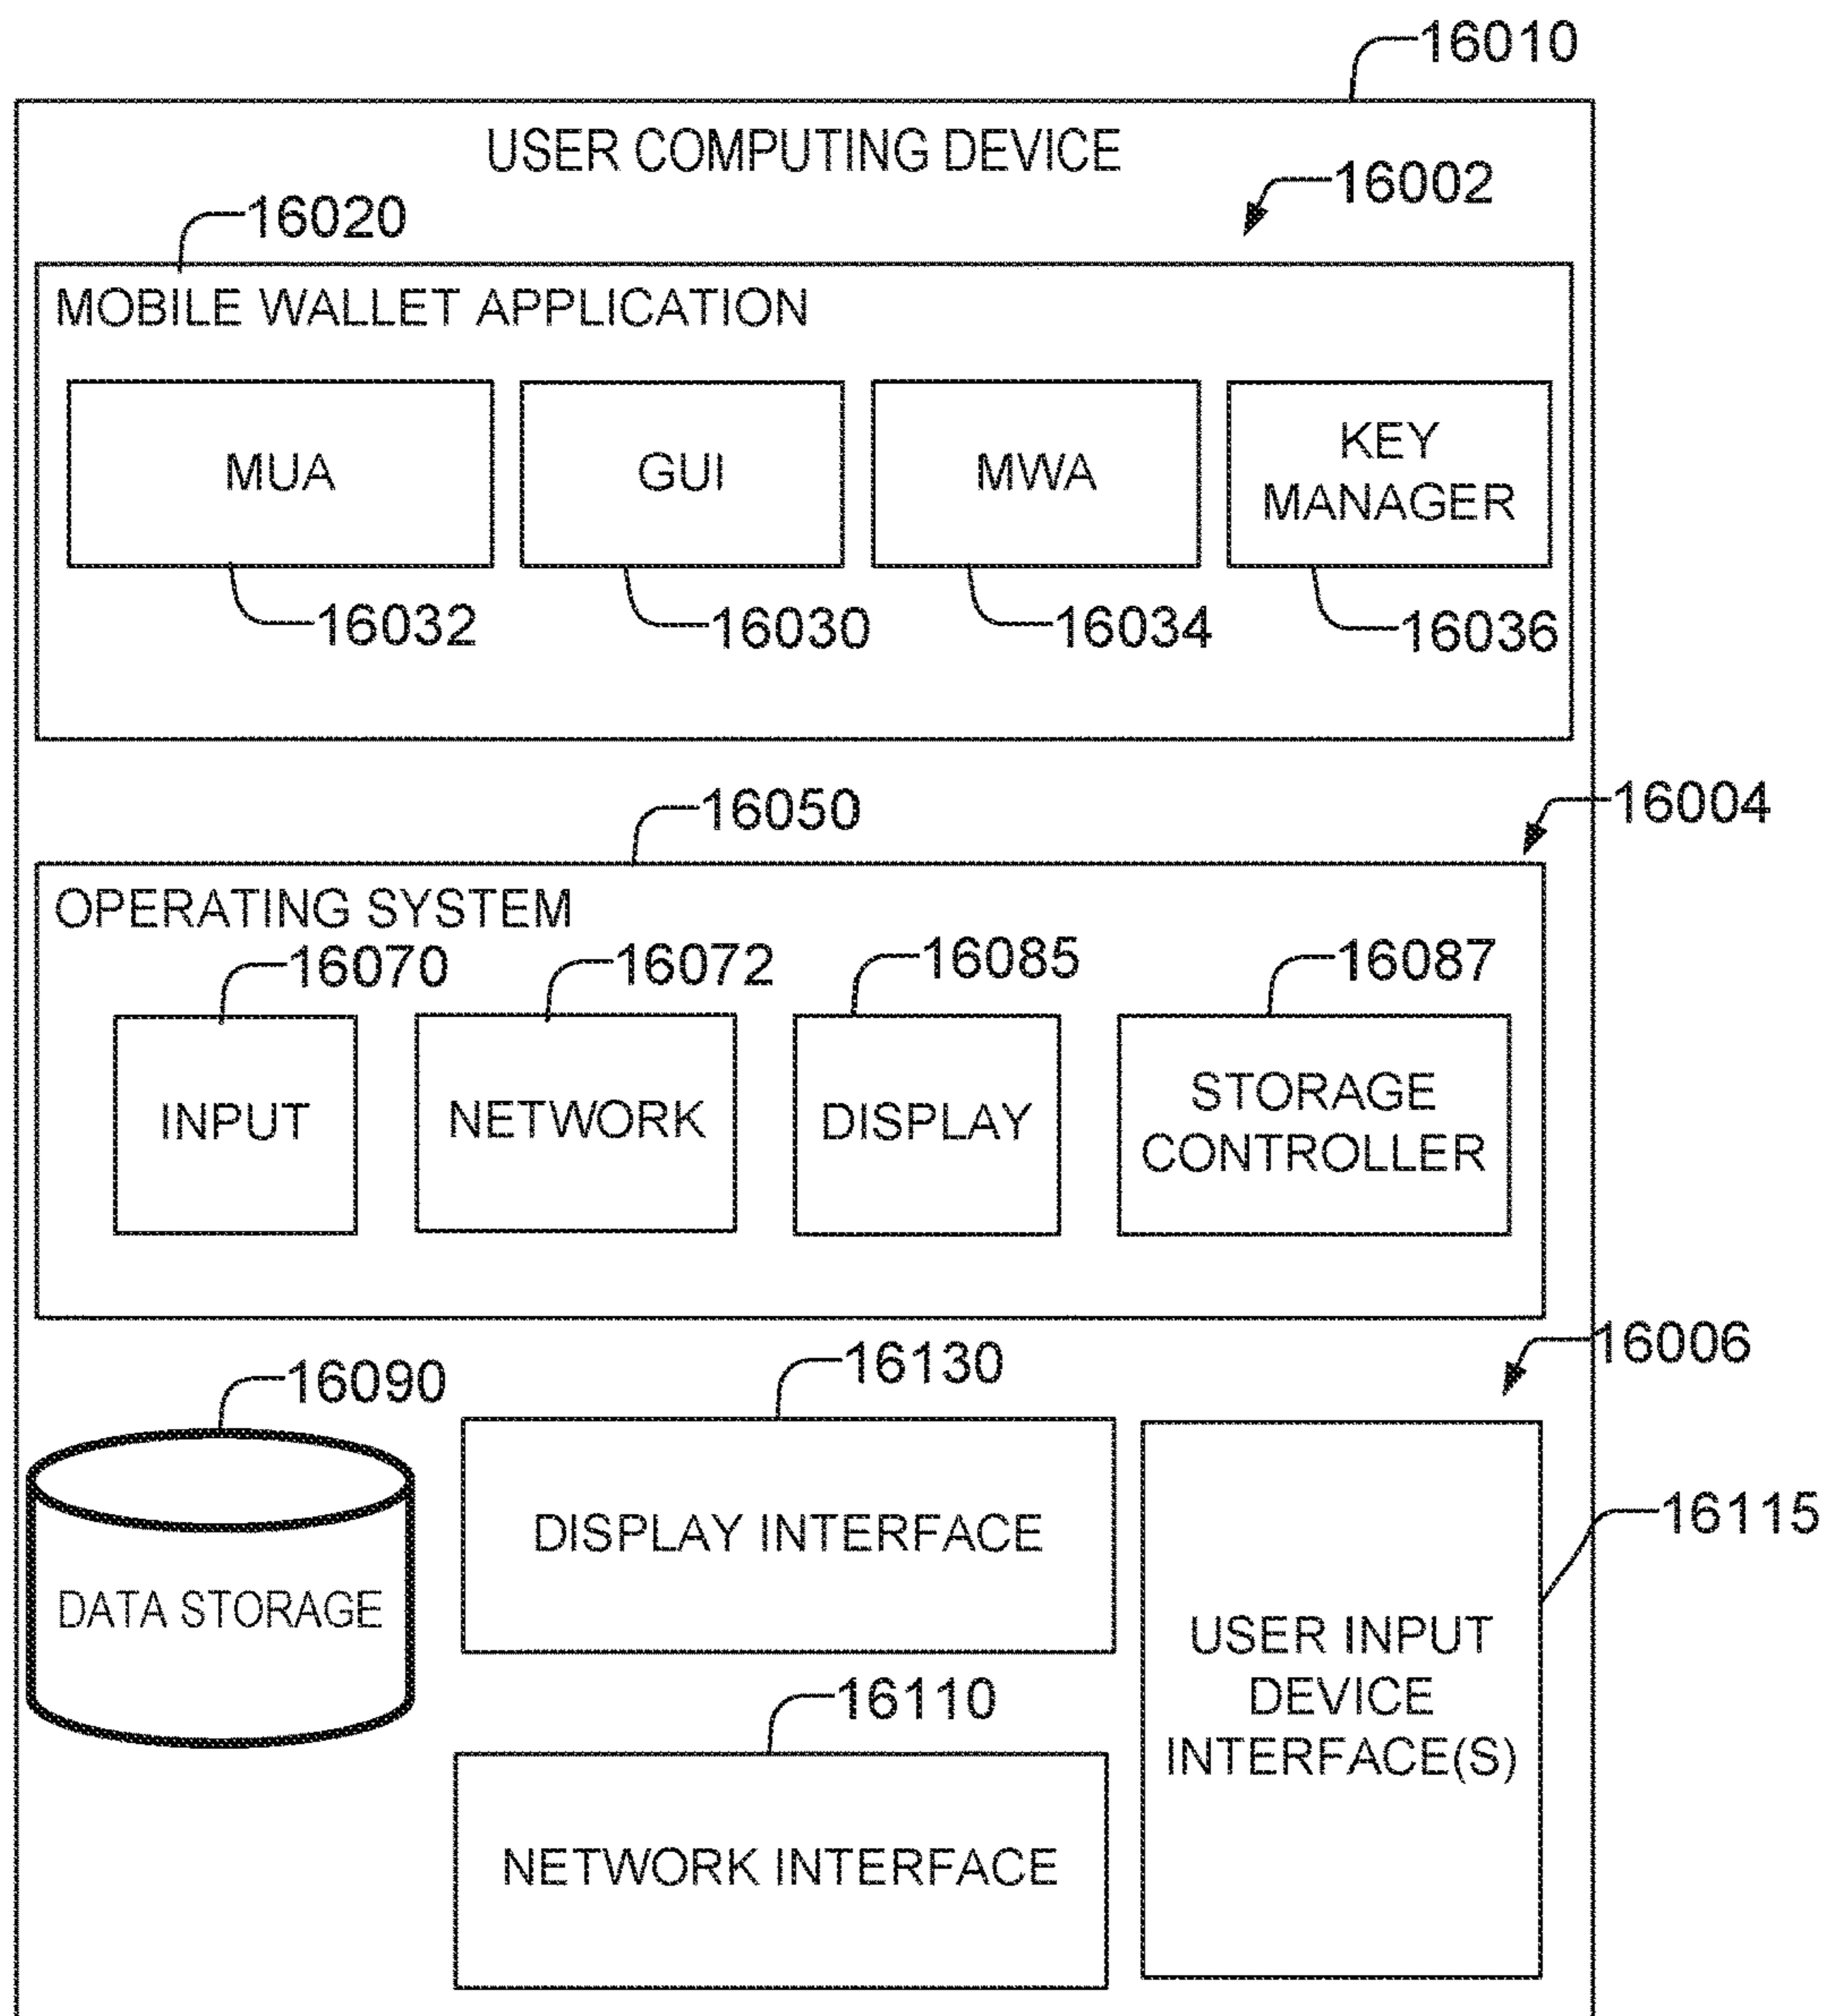 16010
USER COMPUTING DEVICE
16002
16020
MOBILE WALLET APPLICATION
MUA
GUI
MWA
KEY
MANAGER
16032
16030
16034
16036
16050
16004
OPERATING SYSTEM
16070
16072
16085
16087
INPUT
NETWORK
DISPLAY
STORAGE
CONTROLLER
16006
16090
16130
DISPLAY INTERFACE
16115
DATA STORAGE
USER INPUT
DEVICE
INTERFACE(S)
16110
NETWORK INTERFACE